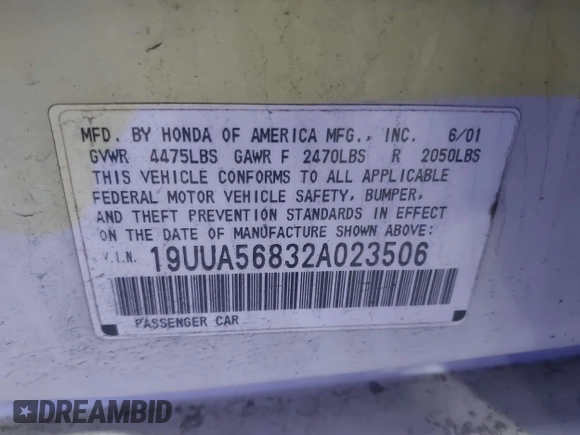 MFD. BY HONDA OF AMERICA MFG., INC. 6/01
GVWR 4475LBS GAWR F 2470LBS R 2050LBS
THIS VEHICLE CONFORMS TO ALL APPLICABLE
FEDERAL MOTOR VEHICLE SAFETY, BUMPER,
AND THEFT PREVENTION STANDARDS IN EFFECT
ON THE DATE OF MANUFACTURE SHOWN ABOVE:
V.I.N. 19UUA56832A023506
PASSENGER CAR
DREAMBID